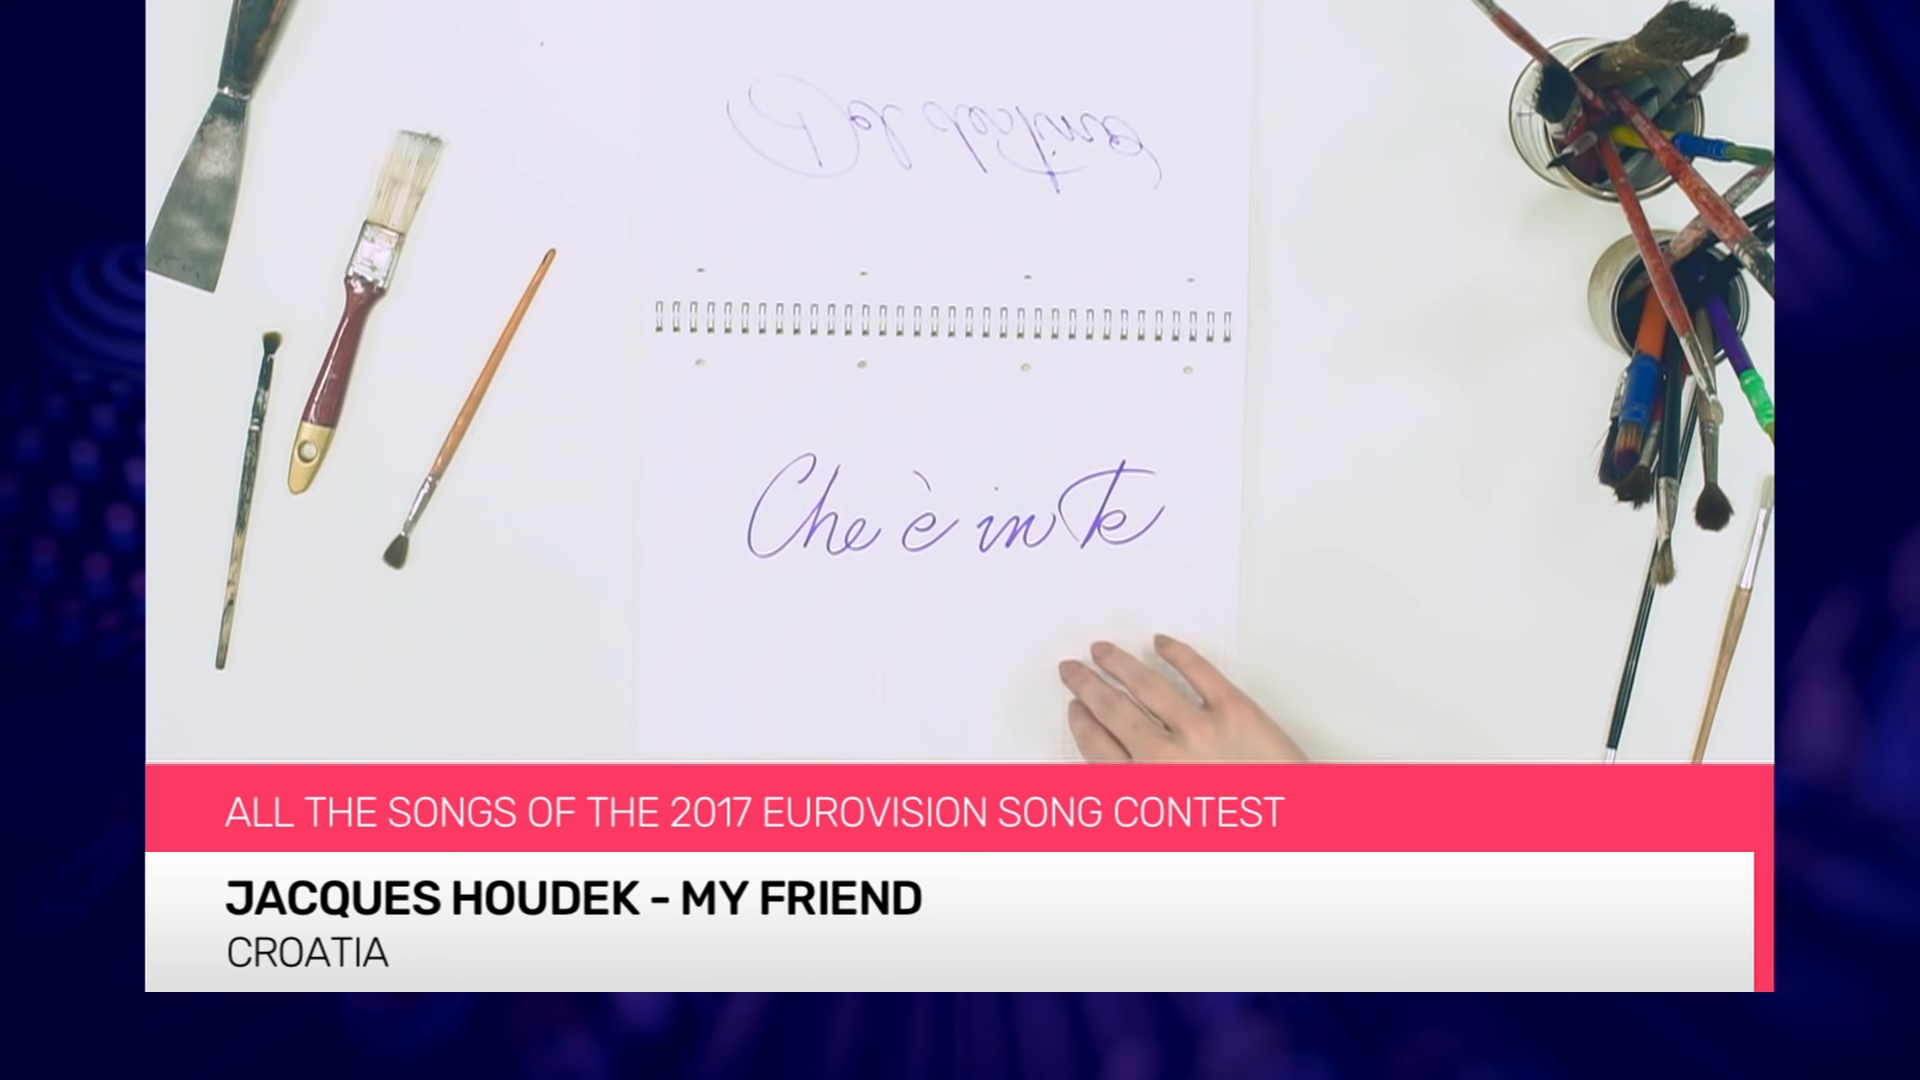 Che è in te
ALL THE SONGS OF THE 2017 EUROVISION SONG CONTEST
JACQUES HOUDEK - MY FRIEND
CROATIA